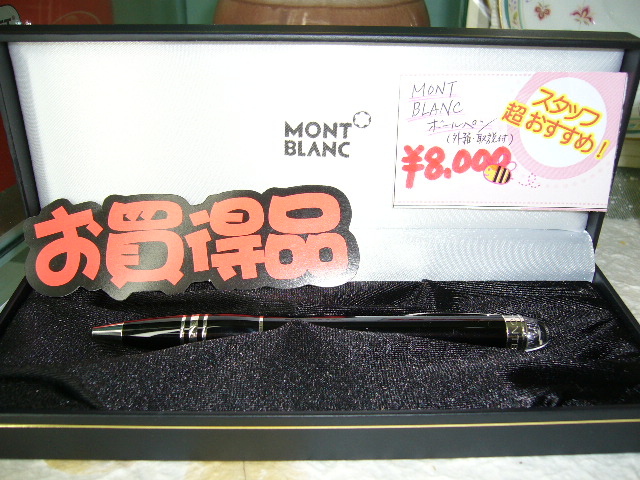 MONT
BLANC
MONT
BLANC
ボールペン
(外箱・取説付)
¥8.000
スタッフ
超おすすめ!
お買得品